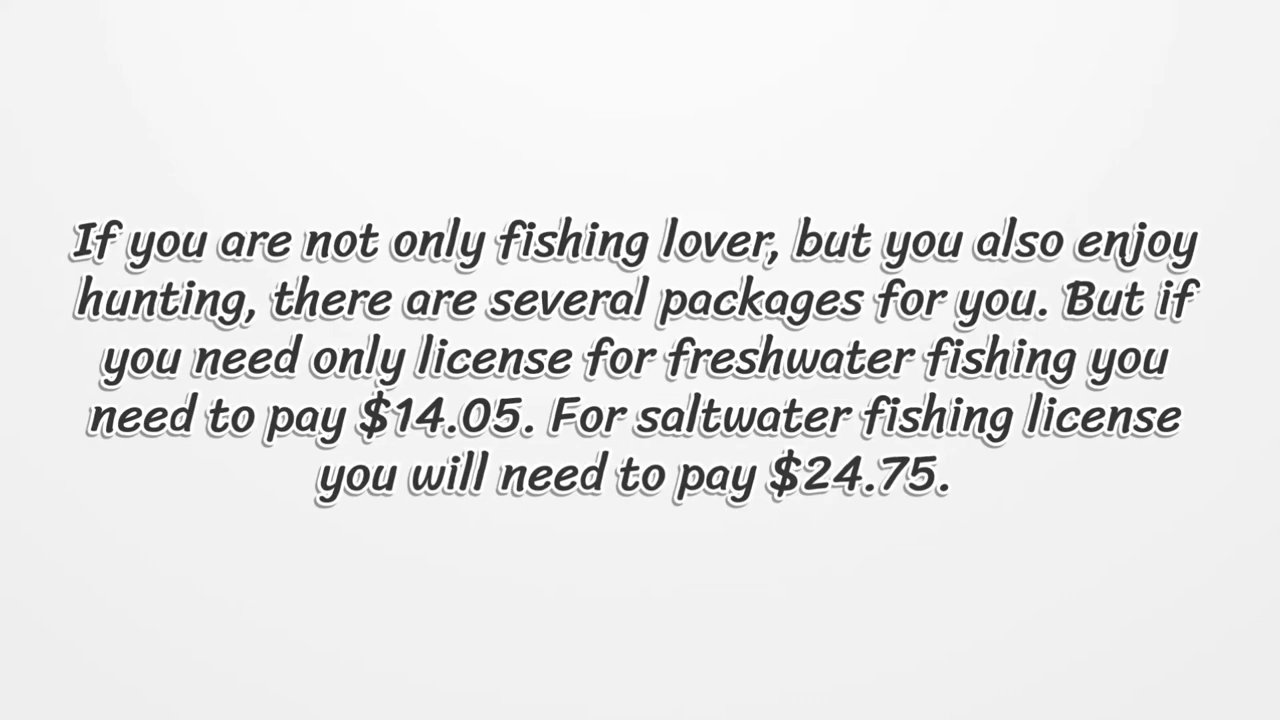 If you are not only fishing lover, but you also enjoy
hunting, there are several packages for you. But if
you need only license for freshwater fishing you
need to pay $14.05. For saltwater fishing license
you will need to pay $24.75.